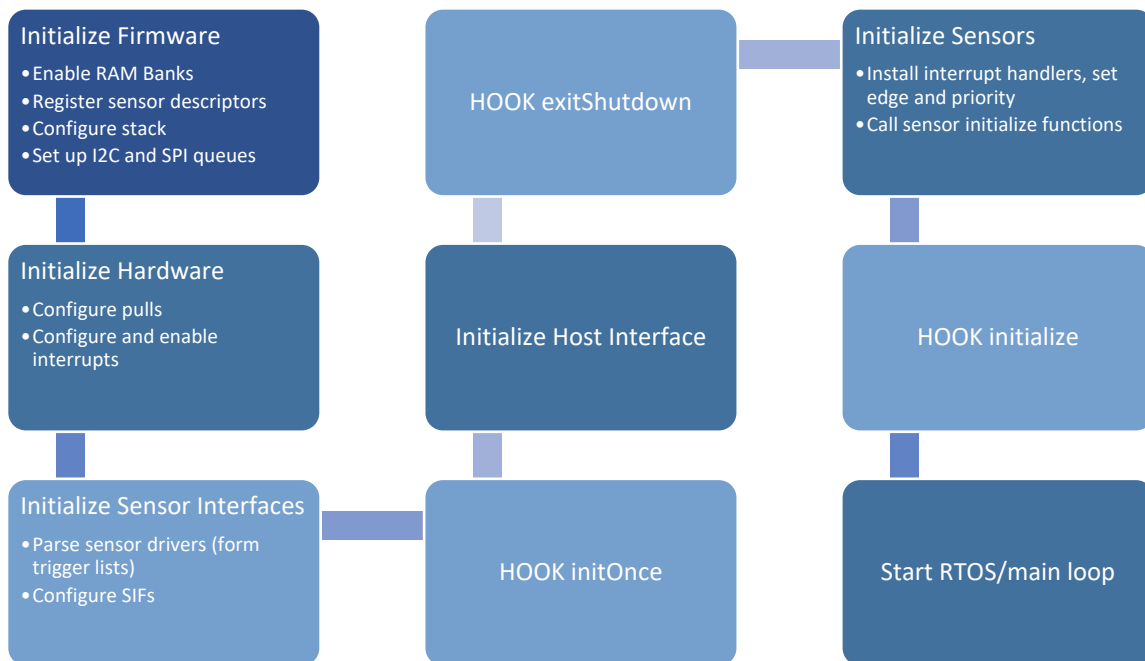 Initialize Firmware
•Enable RAM Banks
•Register sensor descriptors
•Configure stack
•Set up I2C and SPI queues
Initialize Hardware
•Configure pulls
•Configure and enable
interrupts
Initialize Sensor Interfaces
•Parse sensor drivers (form
trigger lists)
•Configure SIFs
HOOK initOnce
Initialize Host Interface
HOOK exitShutdown
Initialize Sensors
•Install interrupt handlers, set
edge and priority
•Call sensor initialize functions
HOOK initialize
Start RTOS/main loop